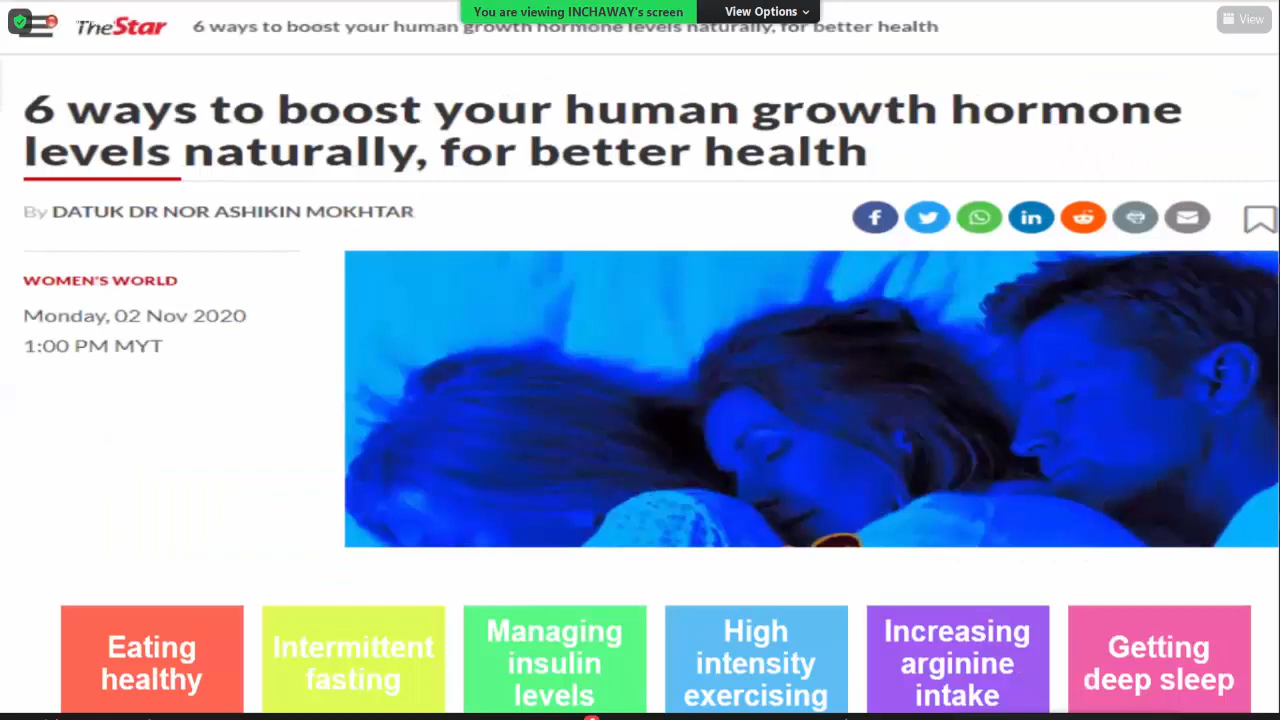 You are viewing INCHAWAY's screen
View Options
View
TheStar
6 ways to boost your human growth hormone levels naturally, for better health
6 ways to boost your human growth hormone
levels naturally, for better health
By DATUK DR NOR ASHIKIN MOKHTAR
WOMEN'S WORLD
Monday, 02 Nov 2020
1:00 PM MYT
Eating
healthy
Intermittent
fasting
Managing
insulin
levels
High
intensity
exercising
Increasing
arginine
intake
Getting
deep sleep